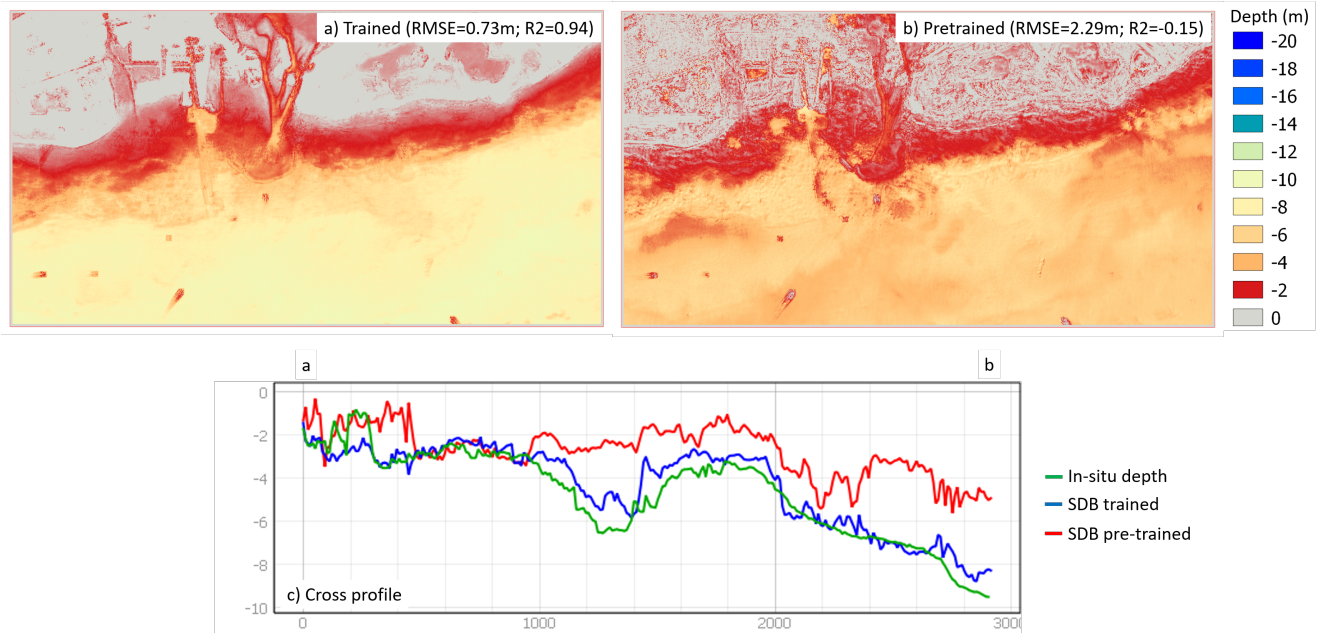 a) Trained (RMSE=0.73m; R2=0.94)
b) Pretrained (RMSE=2.29m; R2=-0.15)
Depth (m)
-20
-18
-16
-14
-12
-10
-8
-6
-4
-2
0
a
b
0
-2
-4
-6
-8
-10
c) Cross profile
0
1000
2000
3000
In-situ depth
SDB trained
SDB pre-trained